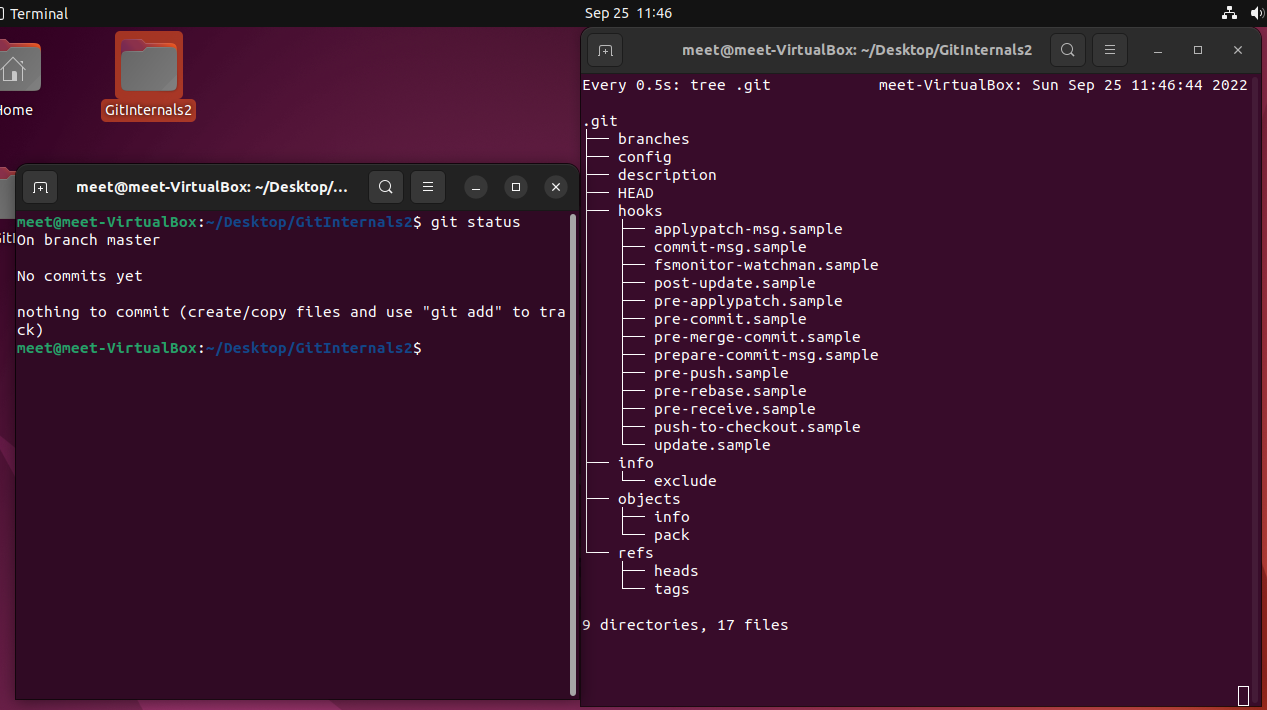 Terminal
Sep 25 11:46
GitInternals2
meet@meet-VirtualBox: ~/Desktop/...
meet@meet-VirtualBox:~/Desktop/GitInternals2$ git status
On branch master
No commits yet
nothing to commit (create/copy files and use "git add" to tra
ck)
meet@meet-VirtualBox:~/Desktop/GitInternals2$
meet@meet-VirtualBox: ~/Desktop/GitInternals2
Every 0.5s: tree .git meet-VirtualBox: Sun Sep 25 11:46:44 2022
.git
├── branches
├── config
├── description
├── HEAD
├── hooks
│   ├── applypatch-msg.sample
│   ├── commit-msg.sample
│   ├── fsmonitor-watchman.sample
│   ├── post-update.sample
│   ├── pre-applypatch.sample
│   ├── pre-commit.sample
│   ├── pre-merge-commit.sample
│   ├── prepare-commit-msg.sample
│   ├── pre-push.sample
│   ├── pre-rebase.sample
│   ├── pre-receive.sample
│   ├── push-to-checkout.sample
│   └── update.sample
├── info
│   └── exclude
├── objects
│   ├── info
│   └── pack
└── refs
    ├── heads
    └── tags
9 directories, 17 files